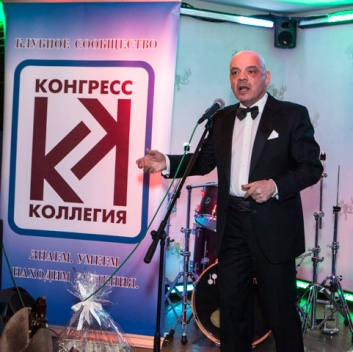 КЛУБНОЕ СООБЩЕСТВО
КОНГРЕСС
КК
КОЛЛЕГИЯ
ЗНАЕМ, УМЕЕМ,
НАХОДИМ